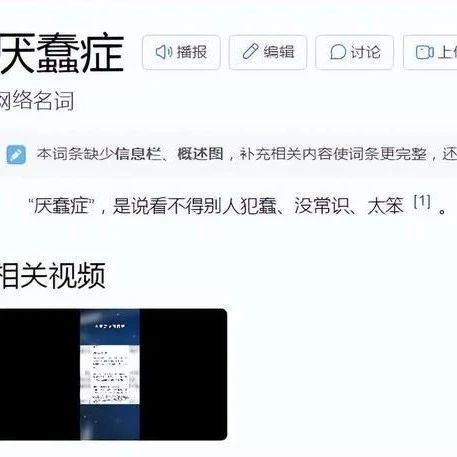 厌蠢症 播报 编辑 讨论 上
网络名词
本词条缺少信息栏、概述图，补充相关内容使词条更完整，还
“厌蠢症”，是说看不得别人犯蠢、没常识、太笨 [1] 。
相关视频